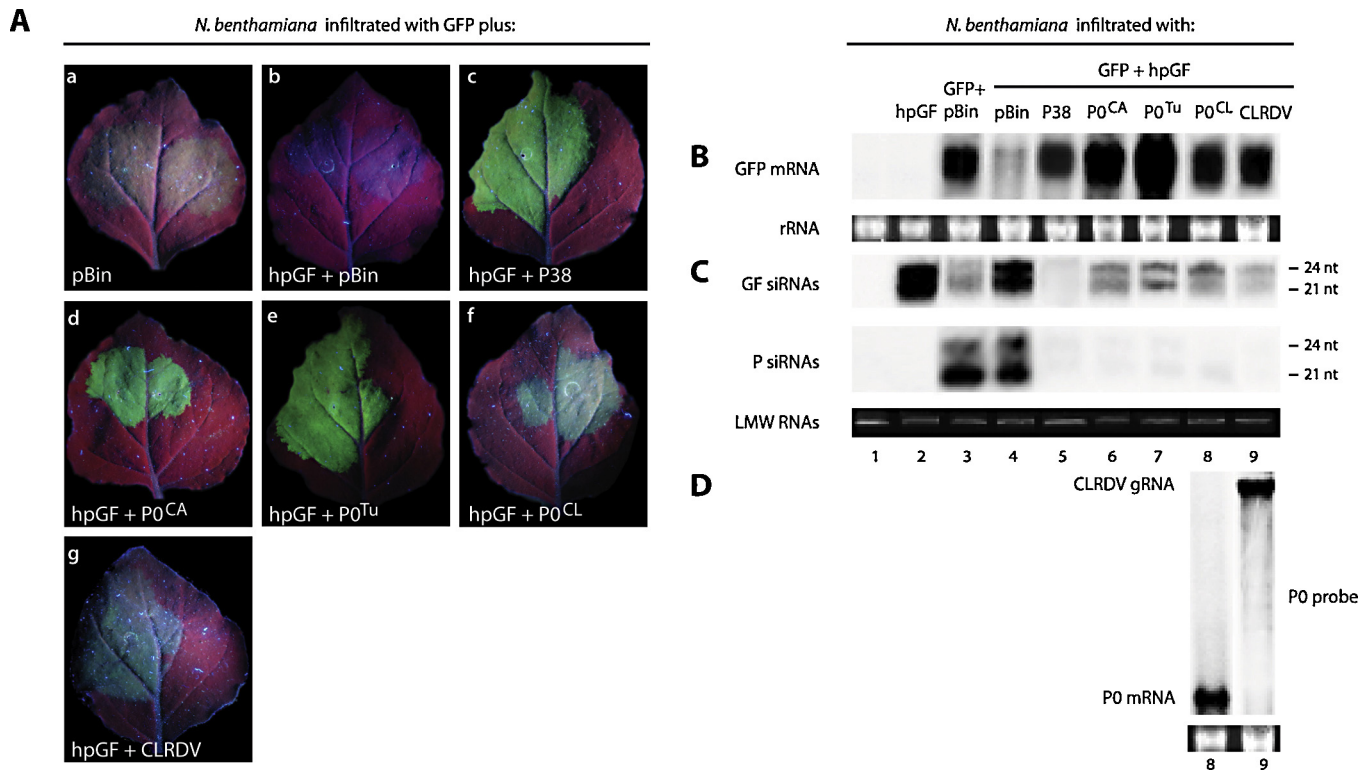 A
N. benthamiana infiltrated with GFP plus:
a
b
c
pBin
hpGF + pBin
hpGF + P38
d
e
f
hpGF + P0CA
hpGF + P0Tu
hpGF + P0CL
g
hpGF + CLRDV
N. benthamiana infiltrated with:
GFP + hpGF
GFP+
hpGF pBin pBin P38 P0CA P0Tu P0CL CLRDV
B
GFP mRNA
rRNA
C
GF siRNAs
– 24 nt
– 21 nt
P siRNAs
– 24 nt
– 21 nt
LMW RNAs
1 2 3 4 5 6 7 8 9
D
CLRDV gRNA
P0 probe
P0 mRNA
8 9